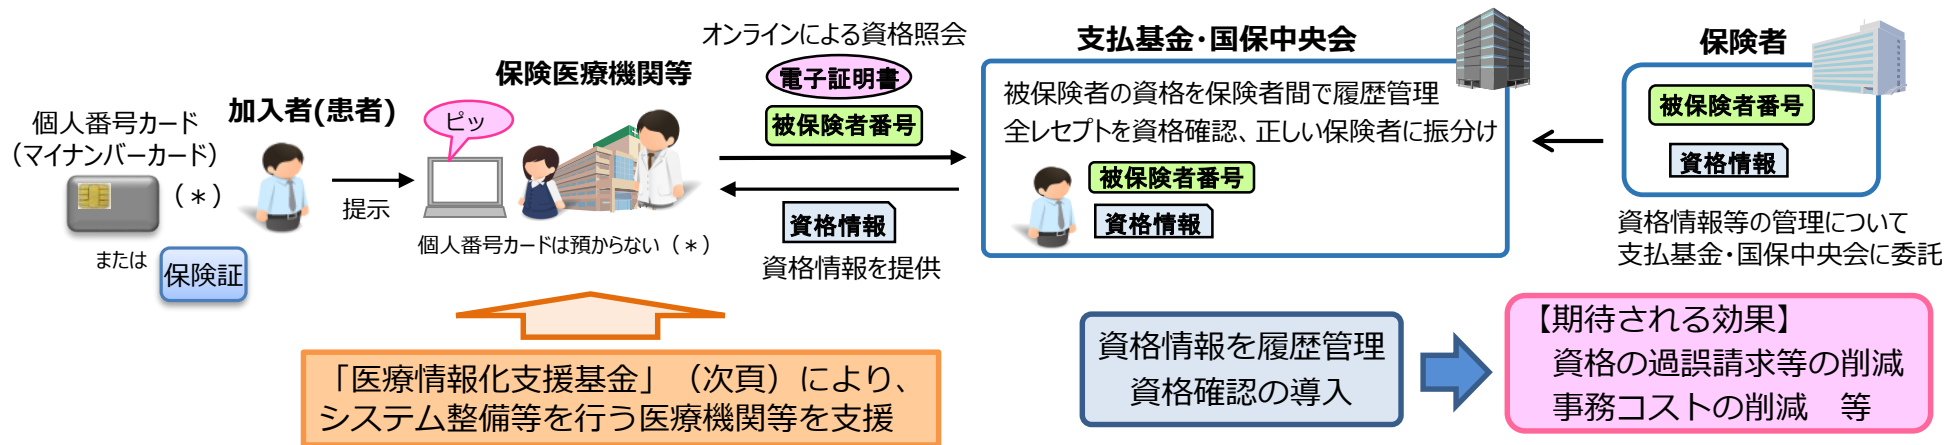 個人番号カード
（マイナンバーカード）
（＊）
または
保険証
加入者(患者)
提示
保険医療機関等
ピッ
個人番号カードは預からない（＊）
オンラインによる資格照会
電子証明書
被保険者番号
資格情報
資格情報を提供
支払基金・国保中央会
被保険者の資格を保険者間で履歴管理
全レセプトを資格確認、正しい保険者に振分け
被保険者番号
資格情報
保険者
被保険者番号
資格情報
資格情報等の管理について
支払基金・国保中央会に委託
「医療情報化支援基金」（次頁）により、
システム整備等を行う医療機関等を支援
資格情報を履歴管理
資格確認の導入
【期待される効果】
資格の過誤請求等の削減
事務コストの削減　等